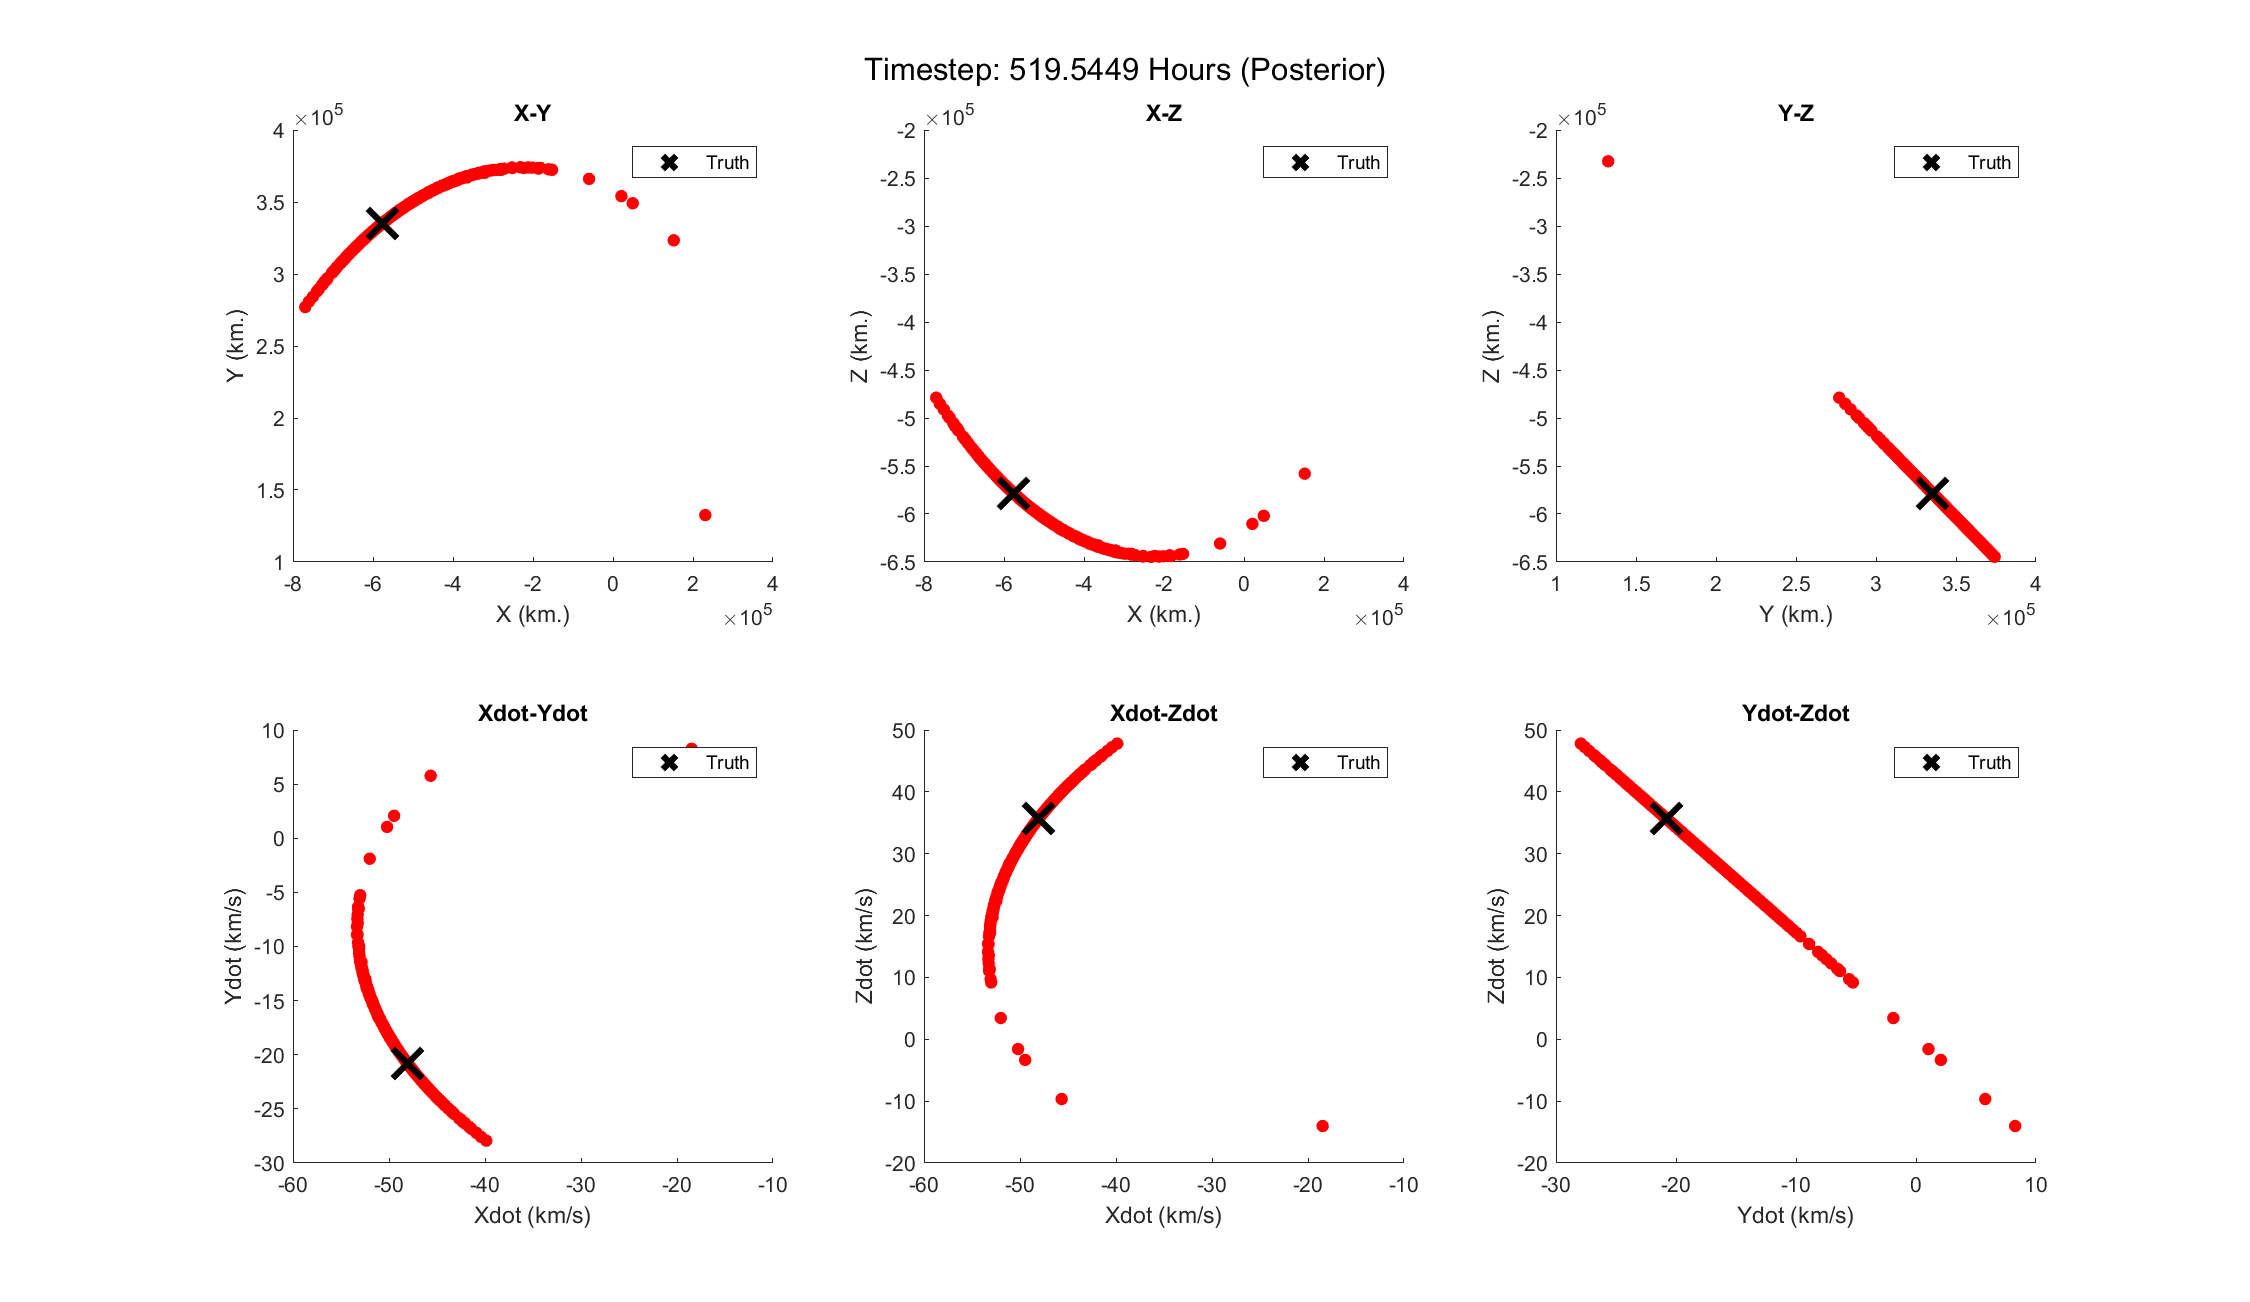 Timestep: 519.5449 Hours (Posterior)
X-Y
×10^5
4
3.5
3
2.5
2
1.5
1
Y (km.)
-8 -6 -4 -2 0 2 4
X (km.)
×10^5
Truth
X-Z
×10^5
-2
-2.5
-3
-3.5
-4
-4.5
-5
-5.5
-6
-6.5
Z (km.)
-8 -6 -4 -2 0 2 4
X (km.)
×10^5
Truth
Y-Z
×10^5
-2
-2.5
-3
-3.5
-4
-4.5
-5
-5.5
-6
-6.5
Z (km.)
1 1.5 2 2.5 3 3.5 4
Y (km.)
×10^5
Truth
Xdot-Ydot
10
5
0
-5
-10
-15
-20
-25
-30
Ydot (km/s)
-60 -50 -40 -30 -20 -10
Xdot (km/s)
Truth
Xdot-Zdot
50
40
30
20
10
0
-10
-20
Zdot (km/s)
-60 -50 -40 -30 -20 -10
Xdot (km/s)
Truth
Ydot-Zdot
50
40
30
20
10
0
-10
-20
Zdot (km/s)
-30 -20 -10 0 10
Ydot (km/s)
Truth